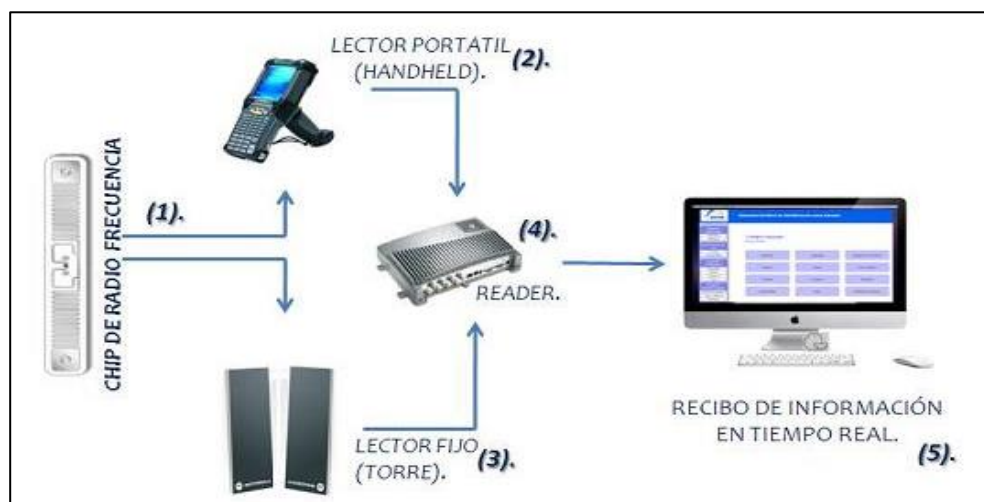 LECTOR PORTATIL (2).
(HANDHELD).
CHIP DE RADIO FRECUENCIA
(1).
(4).
READER.
LECTOR FIJO (3).
(TORRE).
RECIBO DE INFORMACIÓN
EN TIEMPO REAL. (5).